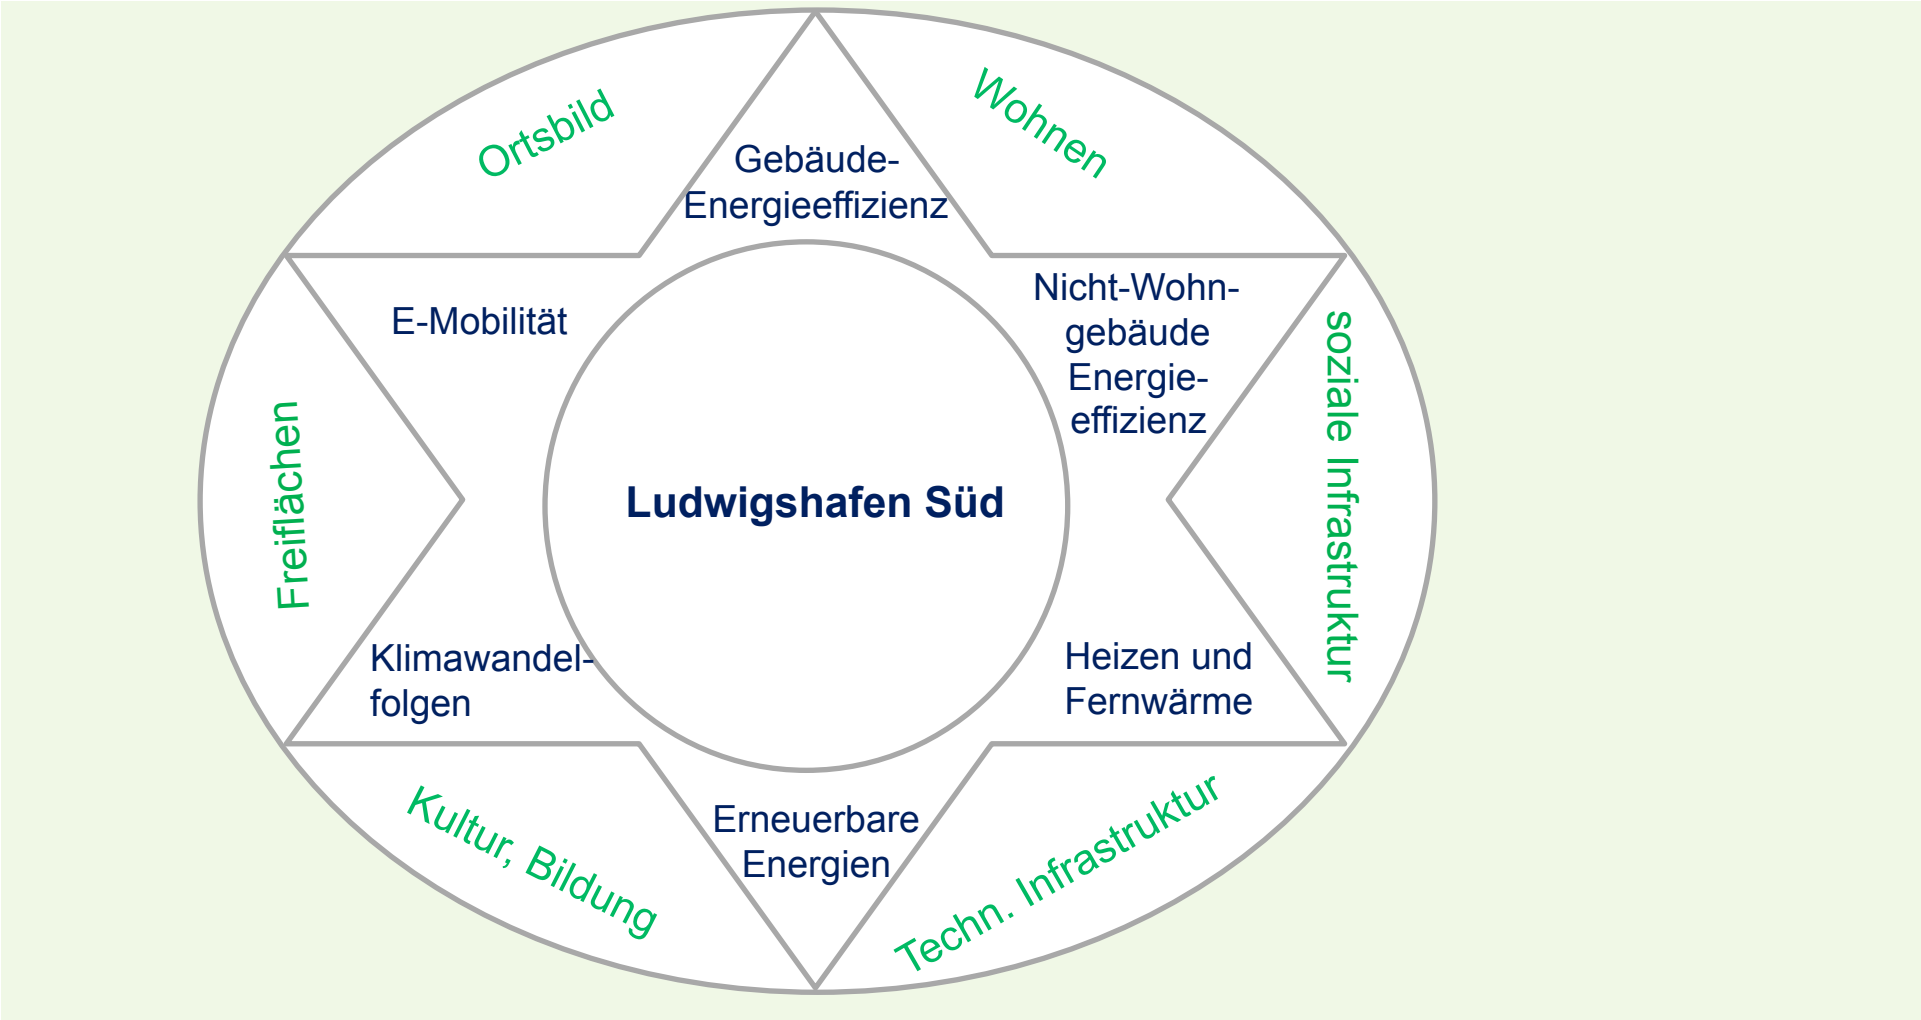 Ortsbild
Wohnen
Gebäude-
Energieeffizienz
E-Mobilität
Nicht-Wohn-
gebäude
Energie-
effizienz
soziale Infrastruktur
Freiflächen
Ludwigshafen Süd
Klimawandel-
folgen
Heizen und
Fernwärme
Erneuerbare
Energien
Kultur, Bildung
Techn. Infrastruktur